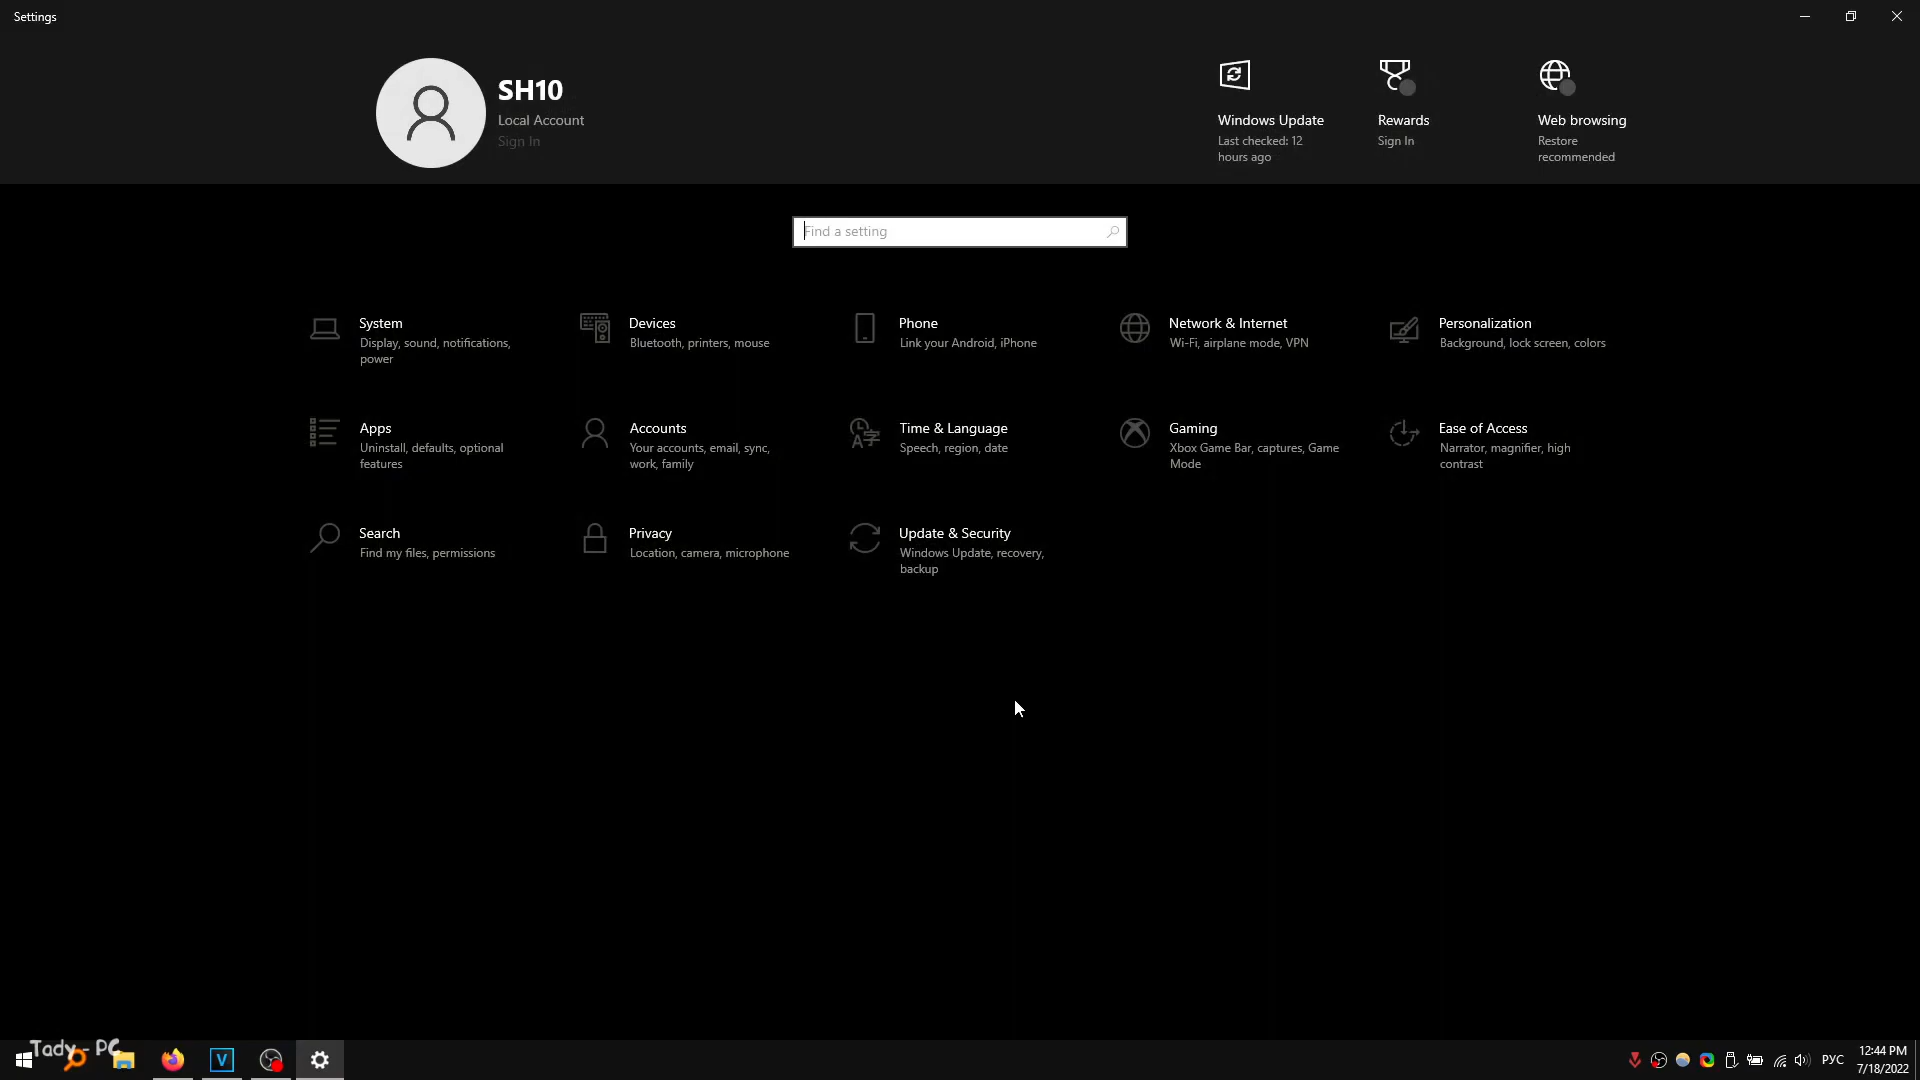 Settings
SH10
Local Account
Sign In
Windows Update
Last checked: 12
hours ago
Rewards
Sign In
Web browsing
Restore
recommended
Find a setting
System
Display, sound, notifications,
power
Devices
Bluetooth, printers, mouse
Phone
Link your Android, iPhone
Network & Internet
Wi-Fi, airplane mode, VPN
Personalization
Background, lock screen, colors
Apps
Uninstall, defaults, optional
features
Accounts
Your accounts, email, sync,
work, family
Time & Language
Speech, region, date
Gaming
Xbox Game Bar, captures, Game
Mode
Ease of Access
Narrator, magnifier, high
contrast
Search
Find my files, permissions
Privacy
Location, camera, microphone
Update & Security
Windows Update, recovery,
backup
Tady - PC
V
РУС
12:44 PM
7/18/2022